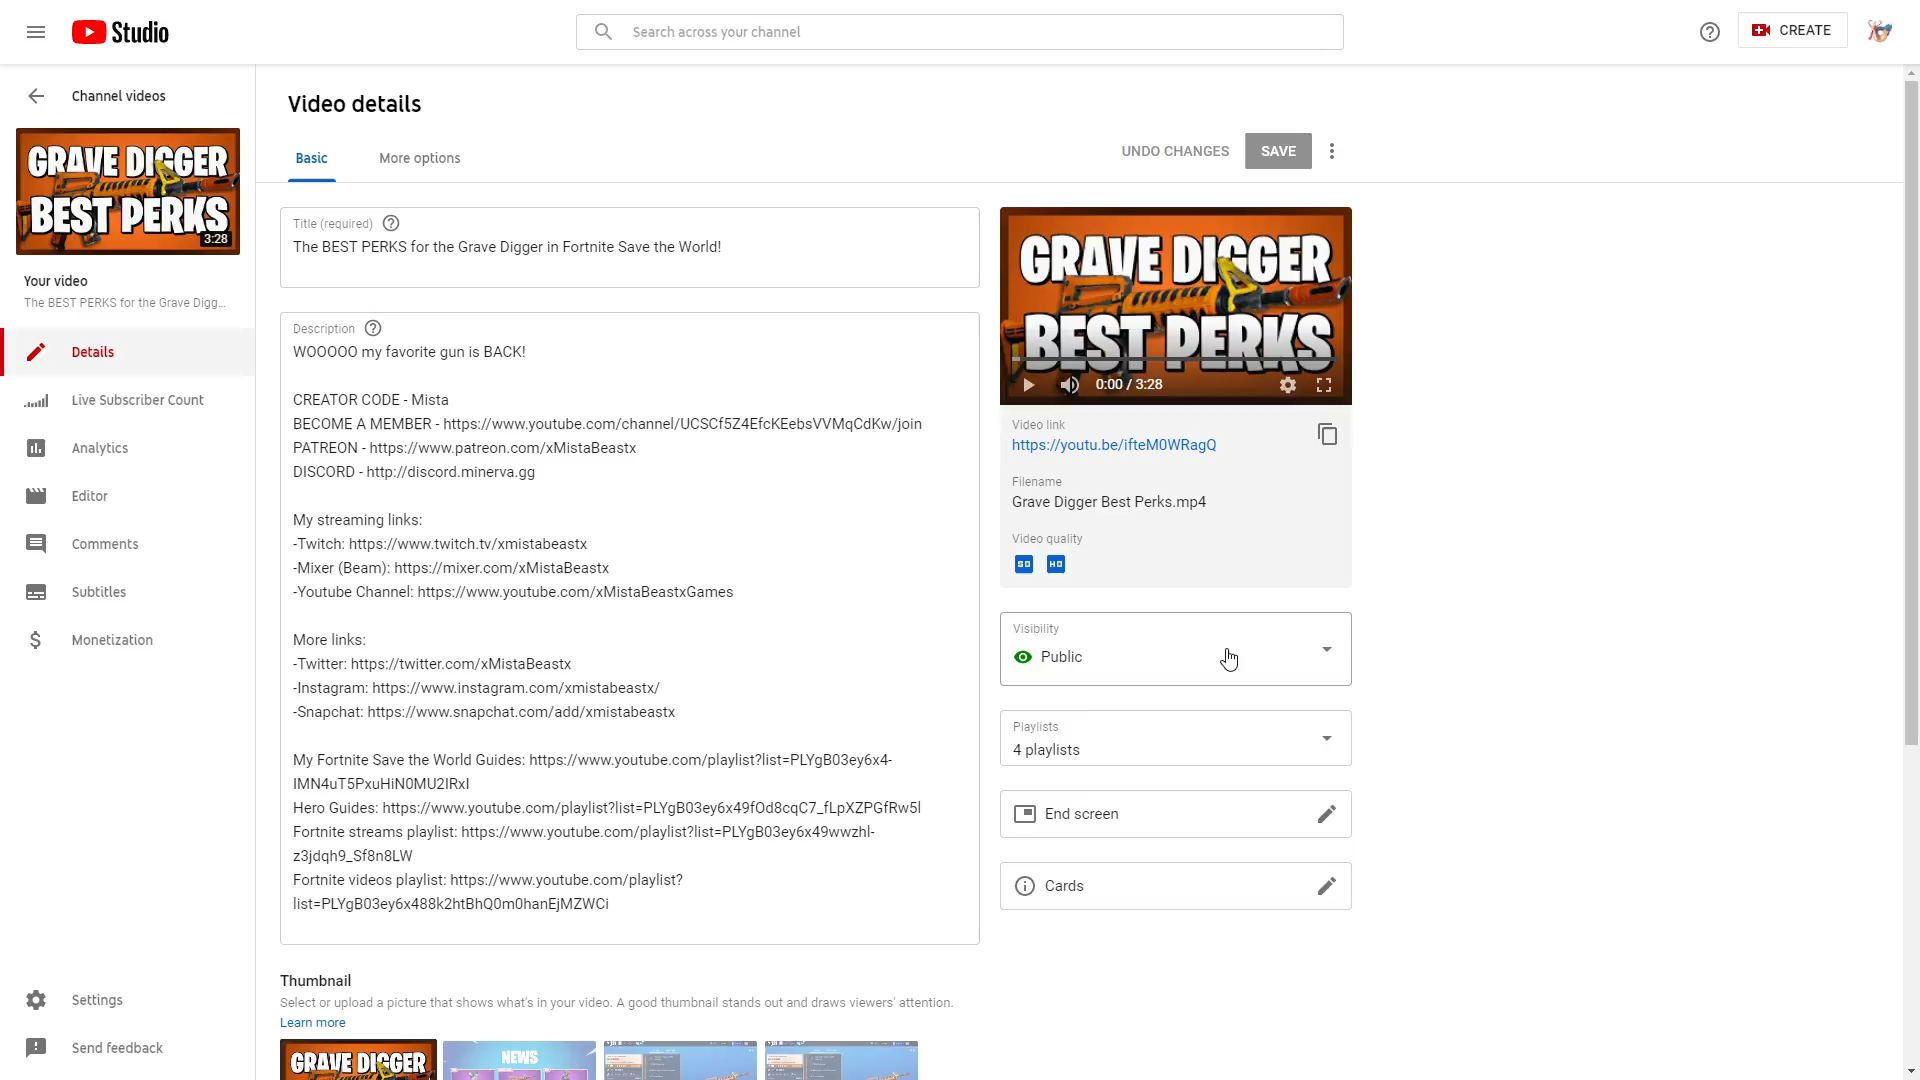 Studio
Search across your channel
CREATE
Channel videos
GRAVE DIGGER
BEST PERKS
3:28
Your video
The BEST PERKS for the Grave Digg...
Details
Live Subscriber Count
Analytics
Editor
Comments
Subtitles
Monetization
Settings
Send feedback
Video details
Basic
More options
UNDO CHANGES
SAVE
Title (required)
The BEST PERKS for the Grave Digger in Fortnite Save the World!
Description
WOOOOO my favorite gun is BACK!
CREATOR CODE - Mista
BECOME A MEMBER - https://www.youtube.com/channel/UCSCf5Z4EfcKEebsVVMqCdKw/join
PATREON - https://www.patreon.com/xMistaBeastx
DISCORD - http://discord.minerva.gg
My streaming links:
-Twitch: https://www.twitch.tv/xmistabeastx
-Mixer (Beam): https://mixer.com/xMistaBeastx
-Youtube Channel: https://www.youtube.com/xMistaBeastxGames
More links:
-Twitter: https://twitter.com/xMistaBeastx
-Instagram: https://www.instagram.com/xmistabeastx/
-Snapchat: https://www.snapchat.com/add/xmistabeastx
My Fortnite Save the World Guides: https://www.youtube.com/playlist?list=PLYgB03ey6x4-
IMN4uT5PxuHiN0MU2IRxI
Hero Guides: https://www.youtube.com/playlist?list=PLYgB03ey6x49fOd8cqC7_fLpXZPGfRw5l
Fortnite streams playlist: https://www.youtube.com/playlist?list=PLYgB03ey6x49wwzhl-
z3jdqh9_Sf8n8LW
Fortnite videos playlist: https://www.youtube.com/playlist?
list=PLYgB03ey6x488k2htBhQ0m0hanEjMZWCi
Thumbnail
Select or upload a picture that shows what's in your video. A good thumbnail stands out and draws viewers' attention.
Learn more
GRAVE DIGGER
NEWS
GRAVE DIGGER
BEST PERKS
0:00 / 3:28
Video link
https://youtu.be/ifteM0WRagQ
Filename
Grave Digger Best Perks.mp4
Video quality
SD HD
Visibility
Public
Playlists
4 playlists
End screen
Cards